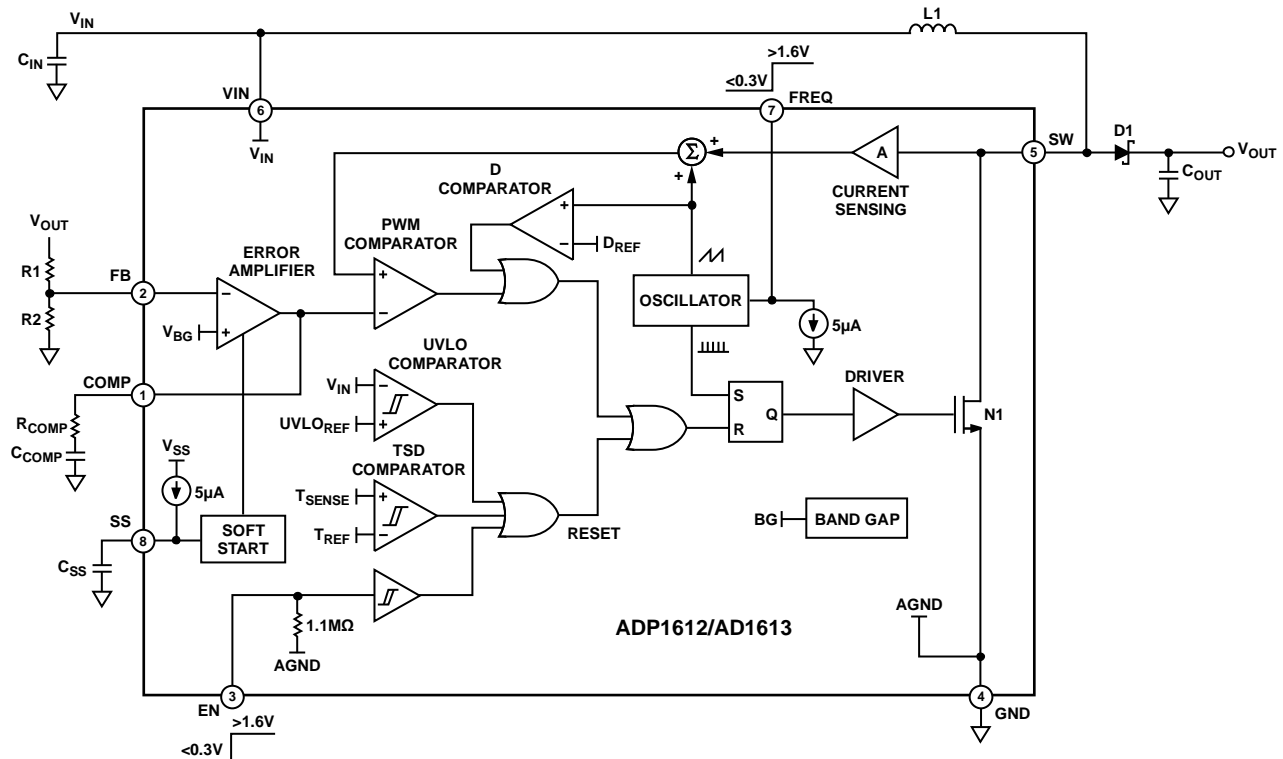 L1
VIN
CIN
>1.6V
<0.3V
VIN
6
FREQ
7
VIN
D1
SW
5
VOUT
COUT
+
Σ
+
A
CURRENT
SENSING
D
COMPARATOR
+
−
DREF
VOUT
PWM
COMPARATOR
R1
ERROR
AMPLIFIER
FB
2
−
+
VBG
+
−
R2
OSCILLATOR
5µA
UVLO
COMPARATOR
COMP
1
VIN
−
UVLOREF
+
S
Q
R
DRIVER
N1
RCOMP
CCOMP
VSS
5µA
TSD
COMPARATOR
TSENSE
+
TREF
−
RESET
SS
8
SOFT
START
CSS
BG
BAND GAP
1.1MΩ
AGND
AGND
ADP1612/AD1613
EN
3
4
GND
>1.6V
<0.3V